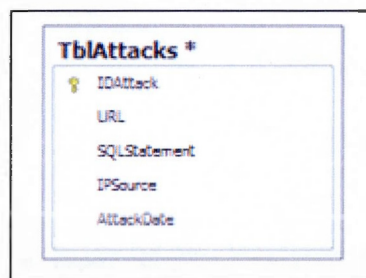 TblAttacks *
IDAttack
URL
SQLStatement
IPSource
AttackDate